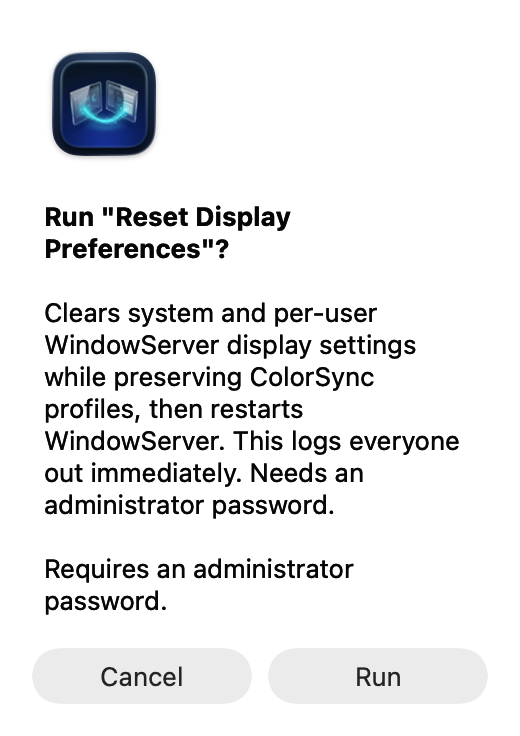 Run "Reset Display
Preferences"?
Clears system and per-user
WindowServer display settings
while preserving ColorSync
profiles, then restarts
WindowServer. This logs everyone
out immediately. Needs an
administrator password.
Requires an administrator
password.
Cancel
Run